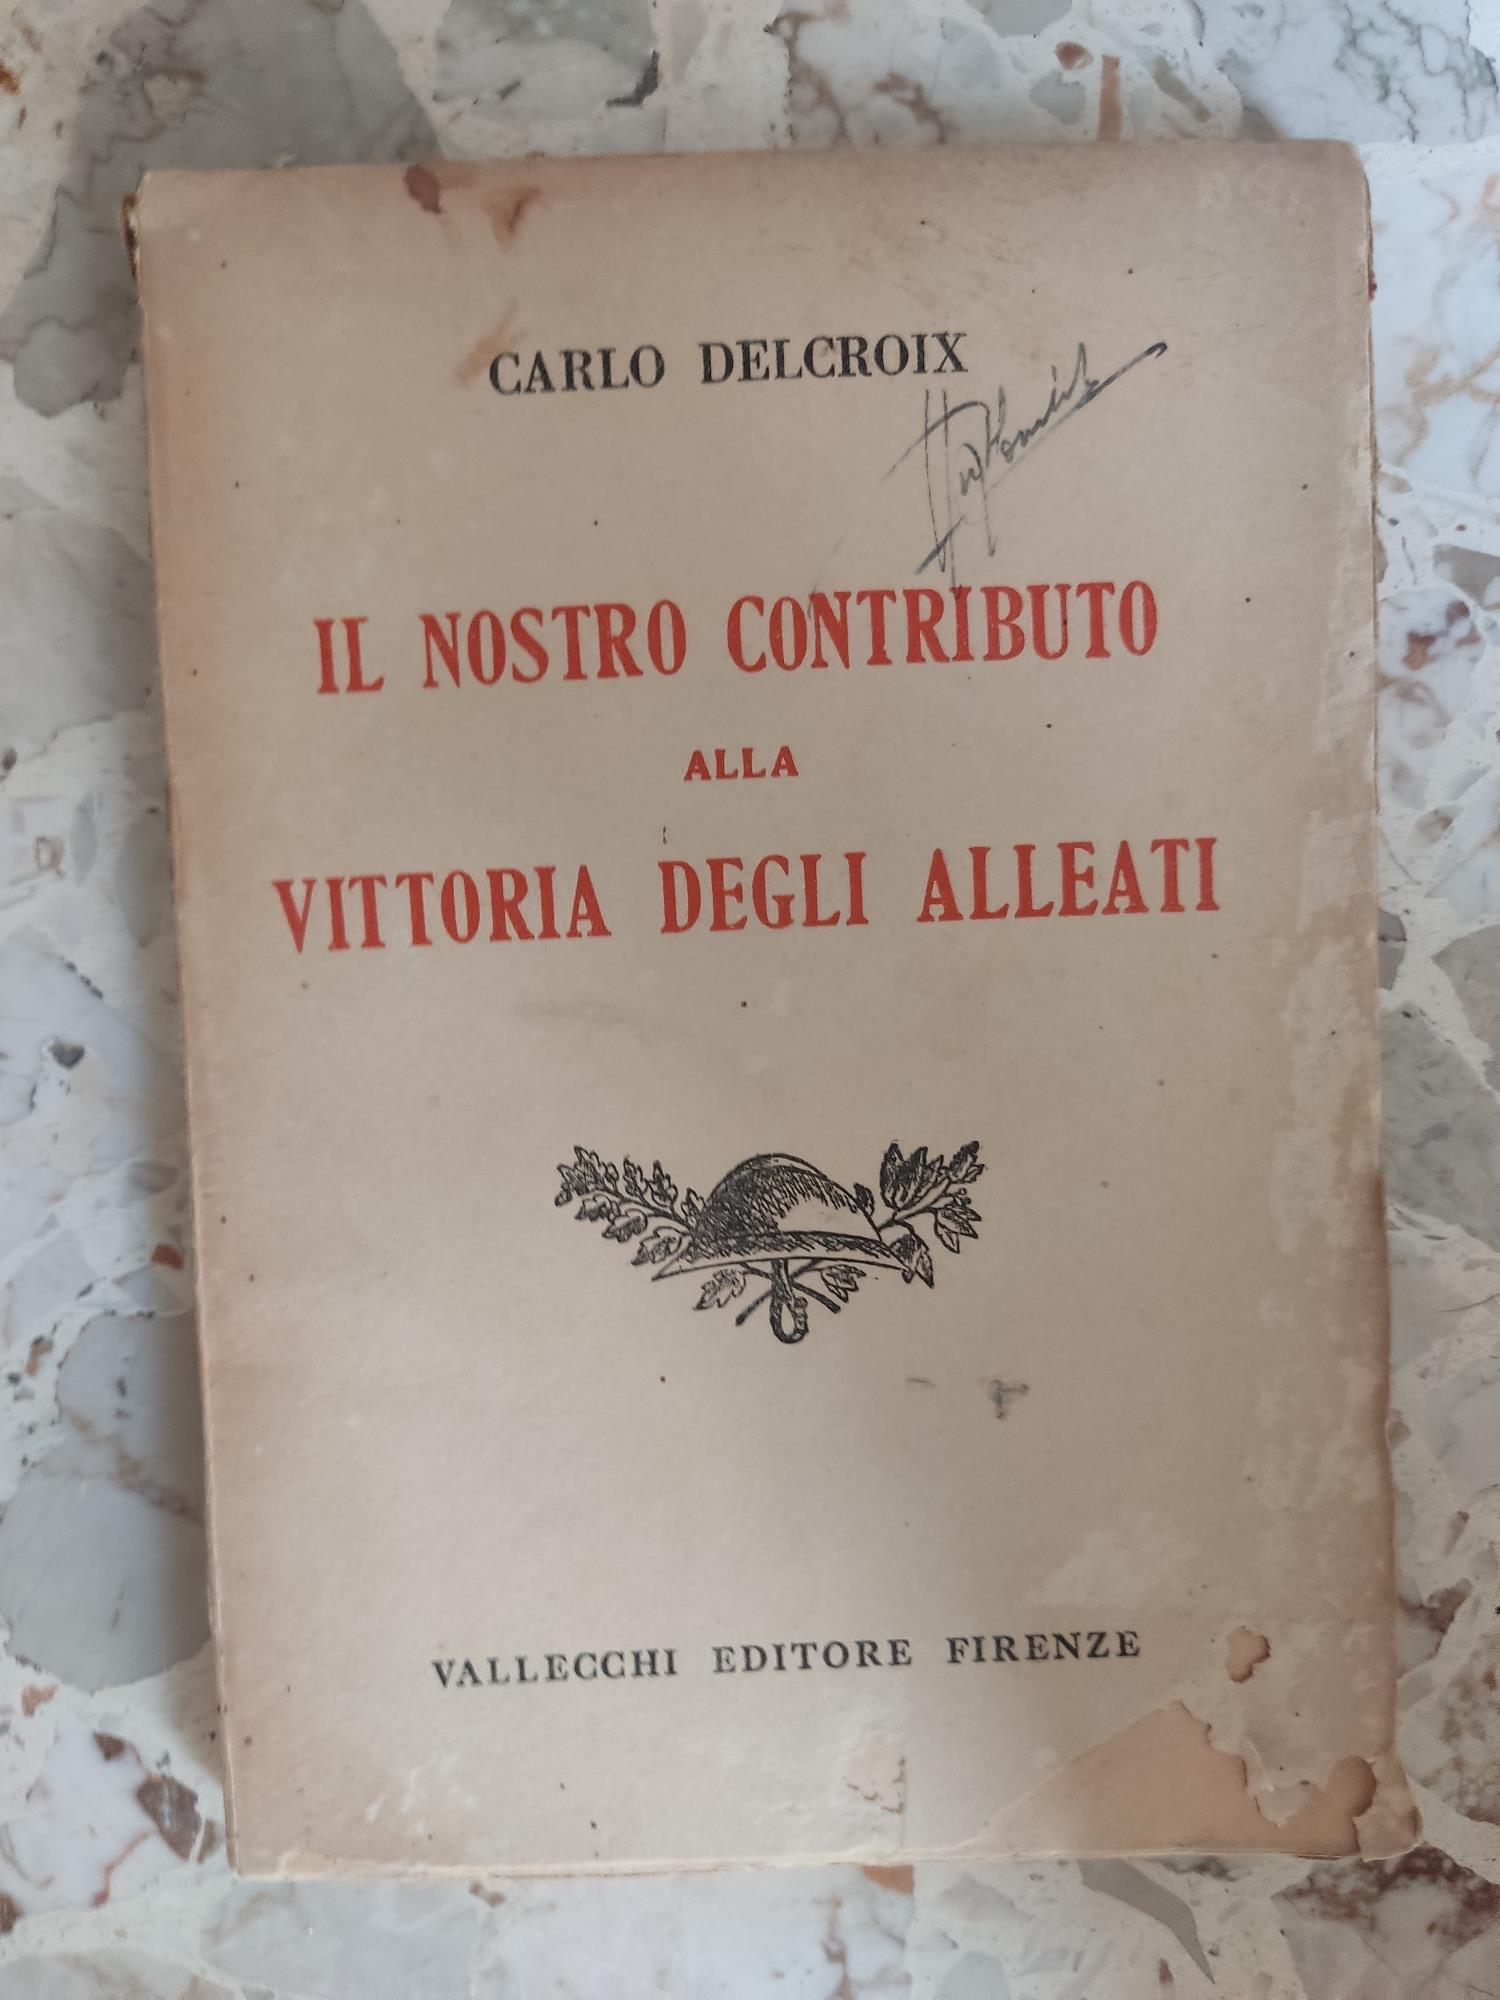 CARLO DELCROIX
IL NOSTRO CONTRIBUTO
ALLA
VITTORIA DEGLI ALLEATI
VALLECCHI EDITORE FIRENZE